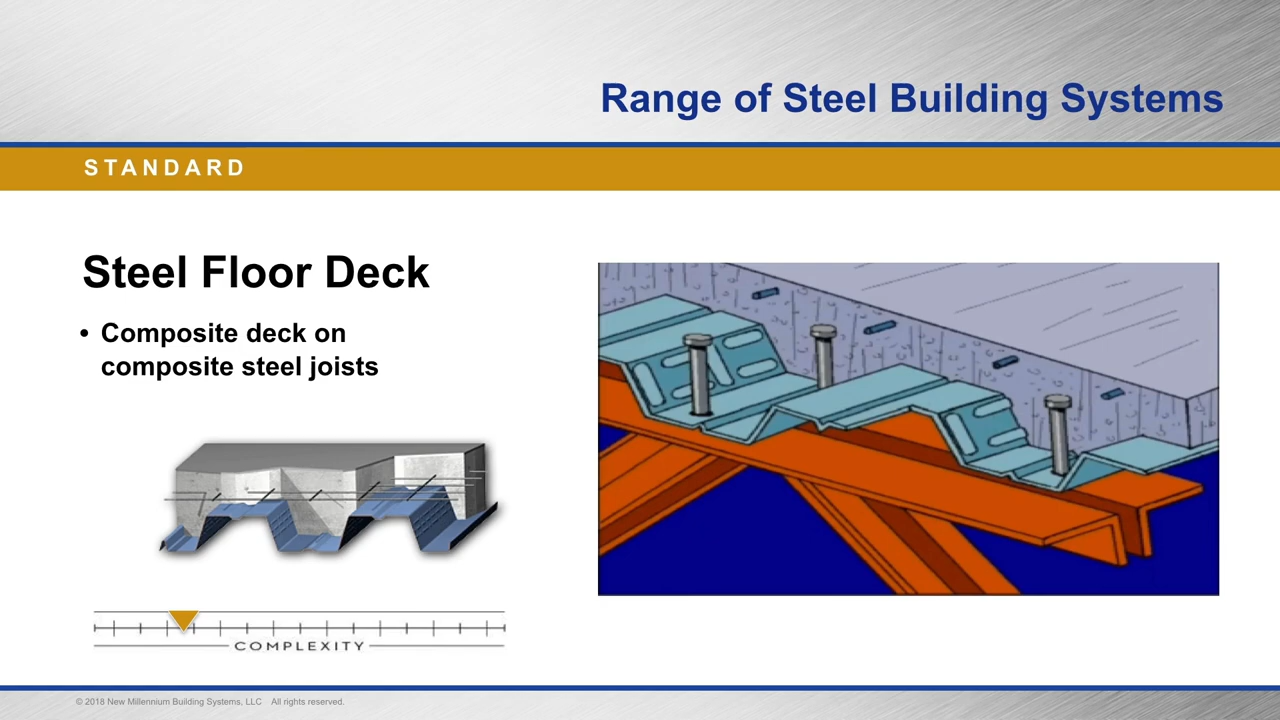 Range of Steel Building Systems
STANDARD
Steel Floor Deck
• Composite deck on
composite steel joists
COMPLEXITY
© 2018 New Millennium Building Systems, LLC All rights reserved.